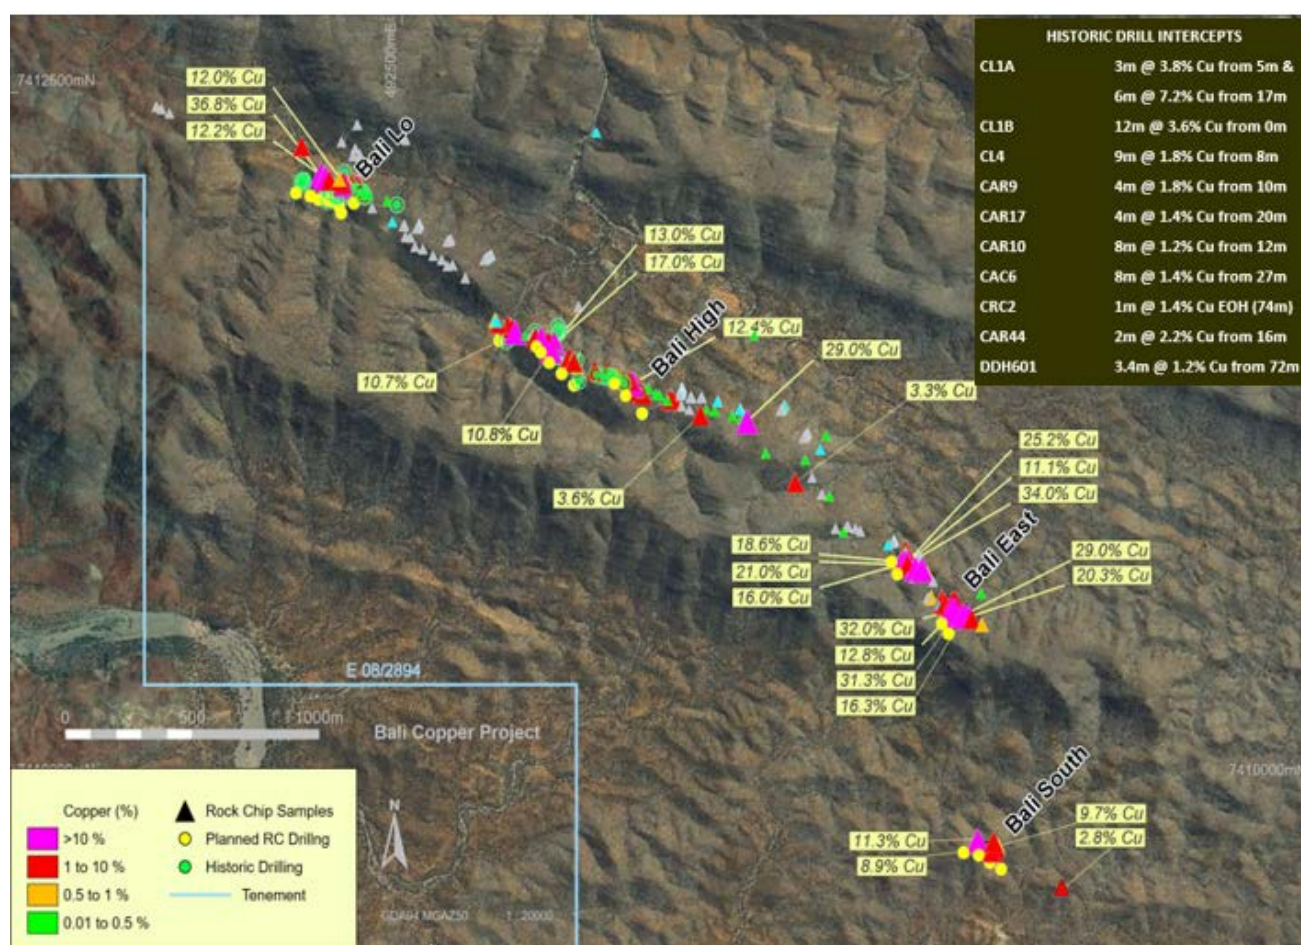 HISTORIC DRILL INTERCEPTS
CL1A 3m @ 3.8% Cu from 5m &
6m @ 7.2% Cu from 17m
CL1B 12m @ 3.6% Cu from 0m
CL4 9m @ 1.8% Cu from 8m
CAR9 4m @ 1.8% Cu from 10m
CAR17 4m @ 1.4% Cu from 20m
CAR10 8m @ 1.2% Cu from 12m
CAC6 8m @ 1.4% Cu from 27m
CRC2 1m @ 1.4% Cu EOH (74m)
CAR44 2m @ 2.2% Cu from 16m
DDH601 3.4m @ 1.2% Cu from 72m
7412500mN
492500mE
12.0% Cu
36.8% Cu
12.2% Cu
Bali Lo
13.0% Cu
17.0% Cu
Bali High
12.4% Cu
29.0% Cu
10.7% Cu
3.3% Cu
10.8% Cu
3.6% Cu
25.2% Cu
11.1% Cu
34.0% Cu
18.6% Cu
21.0% Cu
16.0% Cu
Bali East
29.0% Cu
20.3% Cu
32.0% Cu
12.8% Cu
31.3% Cu
16.3% Cu
E 08/2894
0 500 1000m
Bali Copper Project
7410000mN
Bali South
9.7% Cu
2.8% Cu
11.3% Cu
8.9% Cu
Copper (%)
>10 %
1 to 10 %
0.5 to 1 %
0.01 to 0.5 %
Rock Chip Samples
Planned RC Drillng
Historic Drilling
Tenement
N
GDA94 MGAZ50 1 : 20000